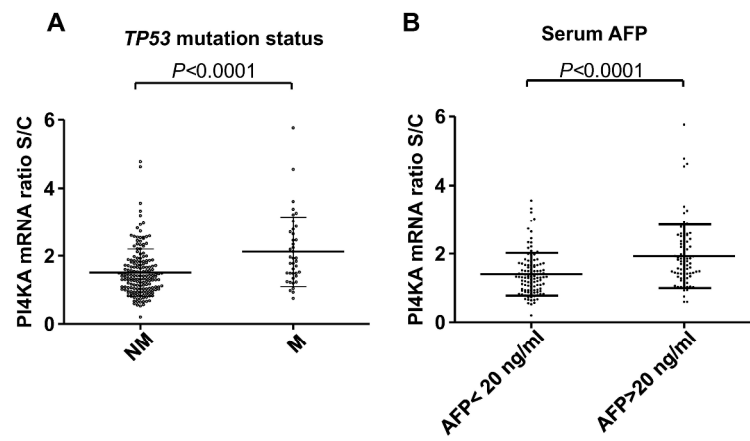 A
TP53 mutation status
P<0.0001
PI4KA mRNA ratio S/C
6
4
2
0
NM
M
B
Serum AFP
P<0.0001
PI4KA mRNA ratio S/C
6
4
2
0
AFP< 20 ng/ml
AFP>20 ng/ml